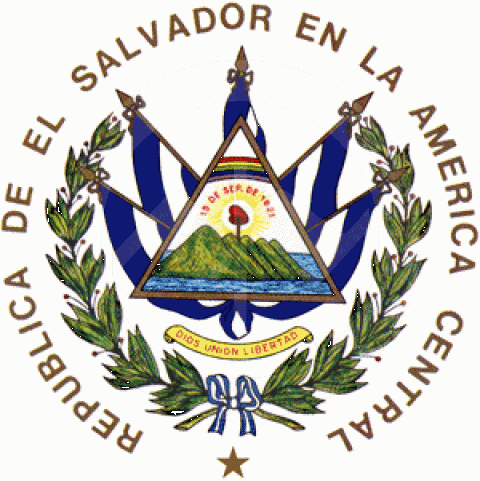 REPUBLICA DE EL SALVADOR EN LA AMERICA CENTRAL
15 DE SEP. DE 1821
DIOS UNION LIBERTAD